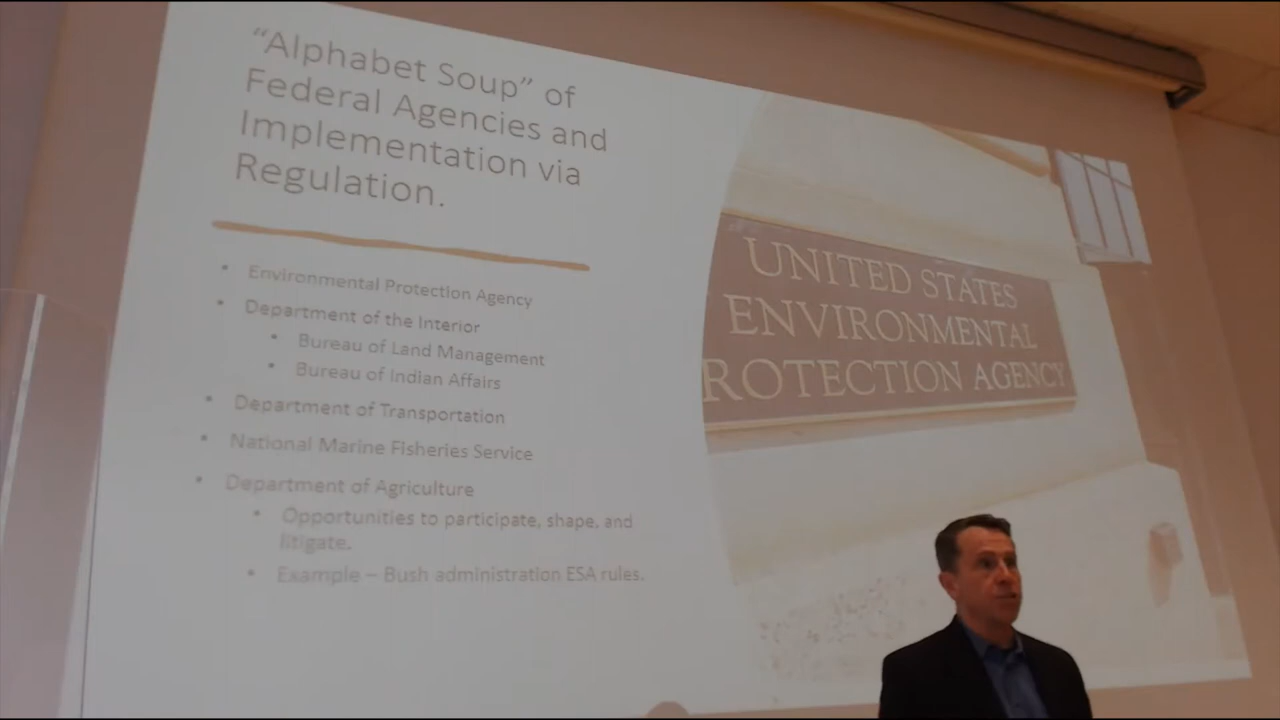 “Alphabet Soup” of
Federal Agencies and
Implementation via
Regulation.
• Environmental Protection Agency
• Department of the Interior
• Bureau of Land Management
• Bureau of Indian Affairs
• Department of Transportation
• National Marine Fisheries Service
• Department of Agriculture
• Opportunities to participate, shape, and
litigate.
• Example – Bush administration ESA rules.
UNITED STATES
ENVIRONMENTAL
ROTECTION AGENCY